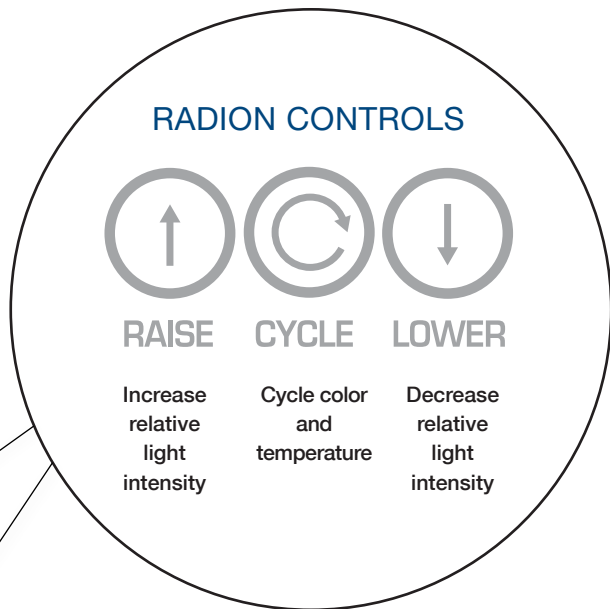 RADION CONTROLS
RAISE CYCLE LOWER
Increase
relative
light
intensity
Cycle color
and
temperature
Decrease
relative
light
intensity